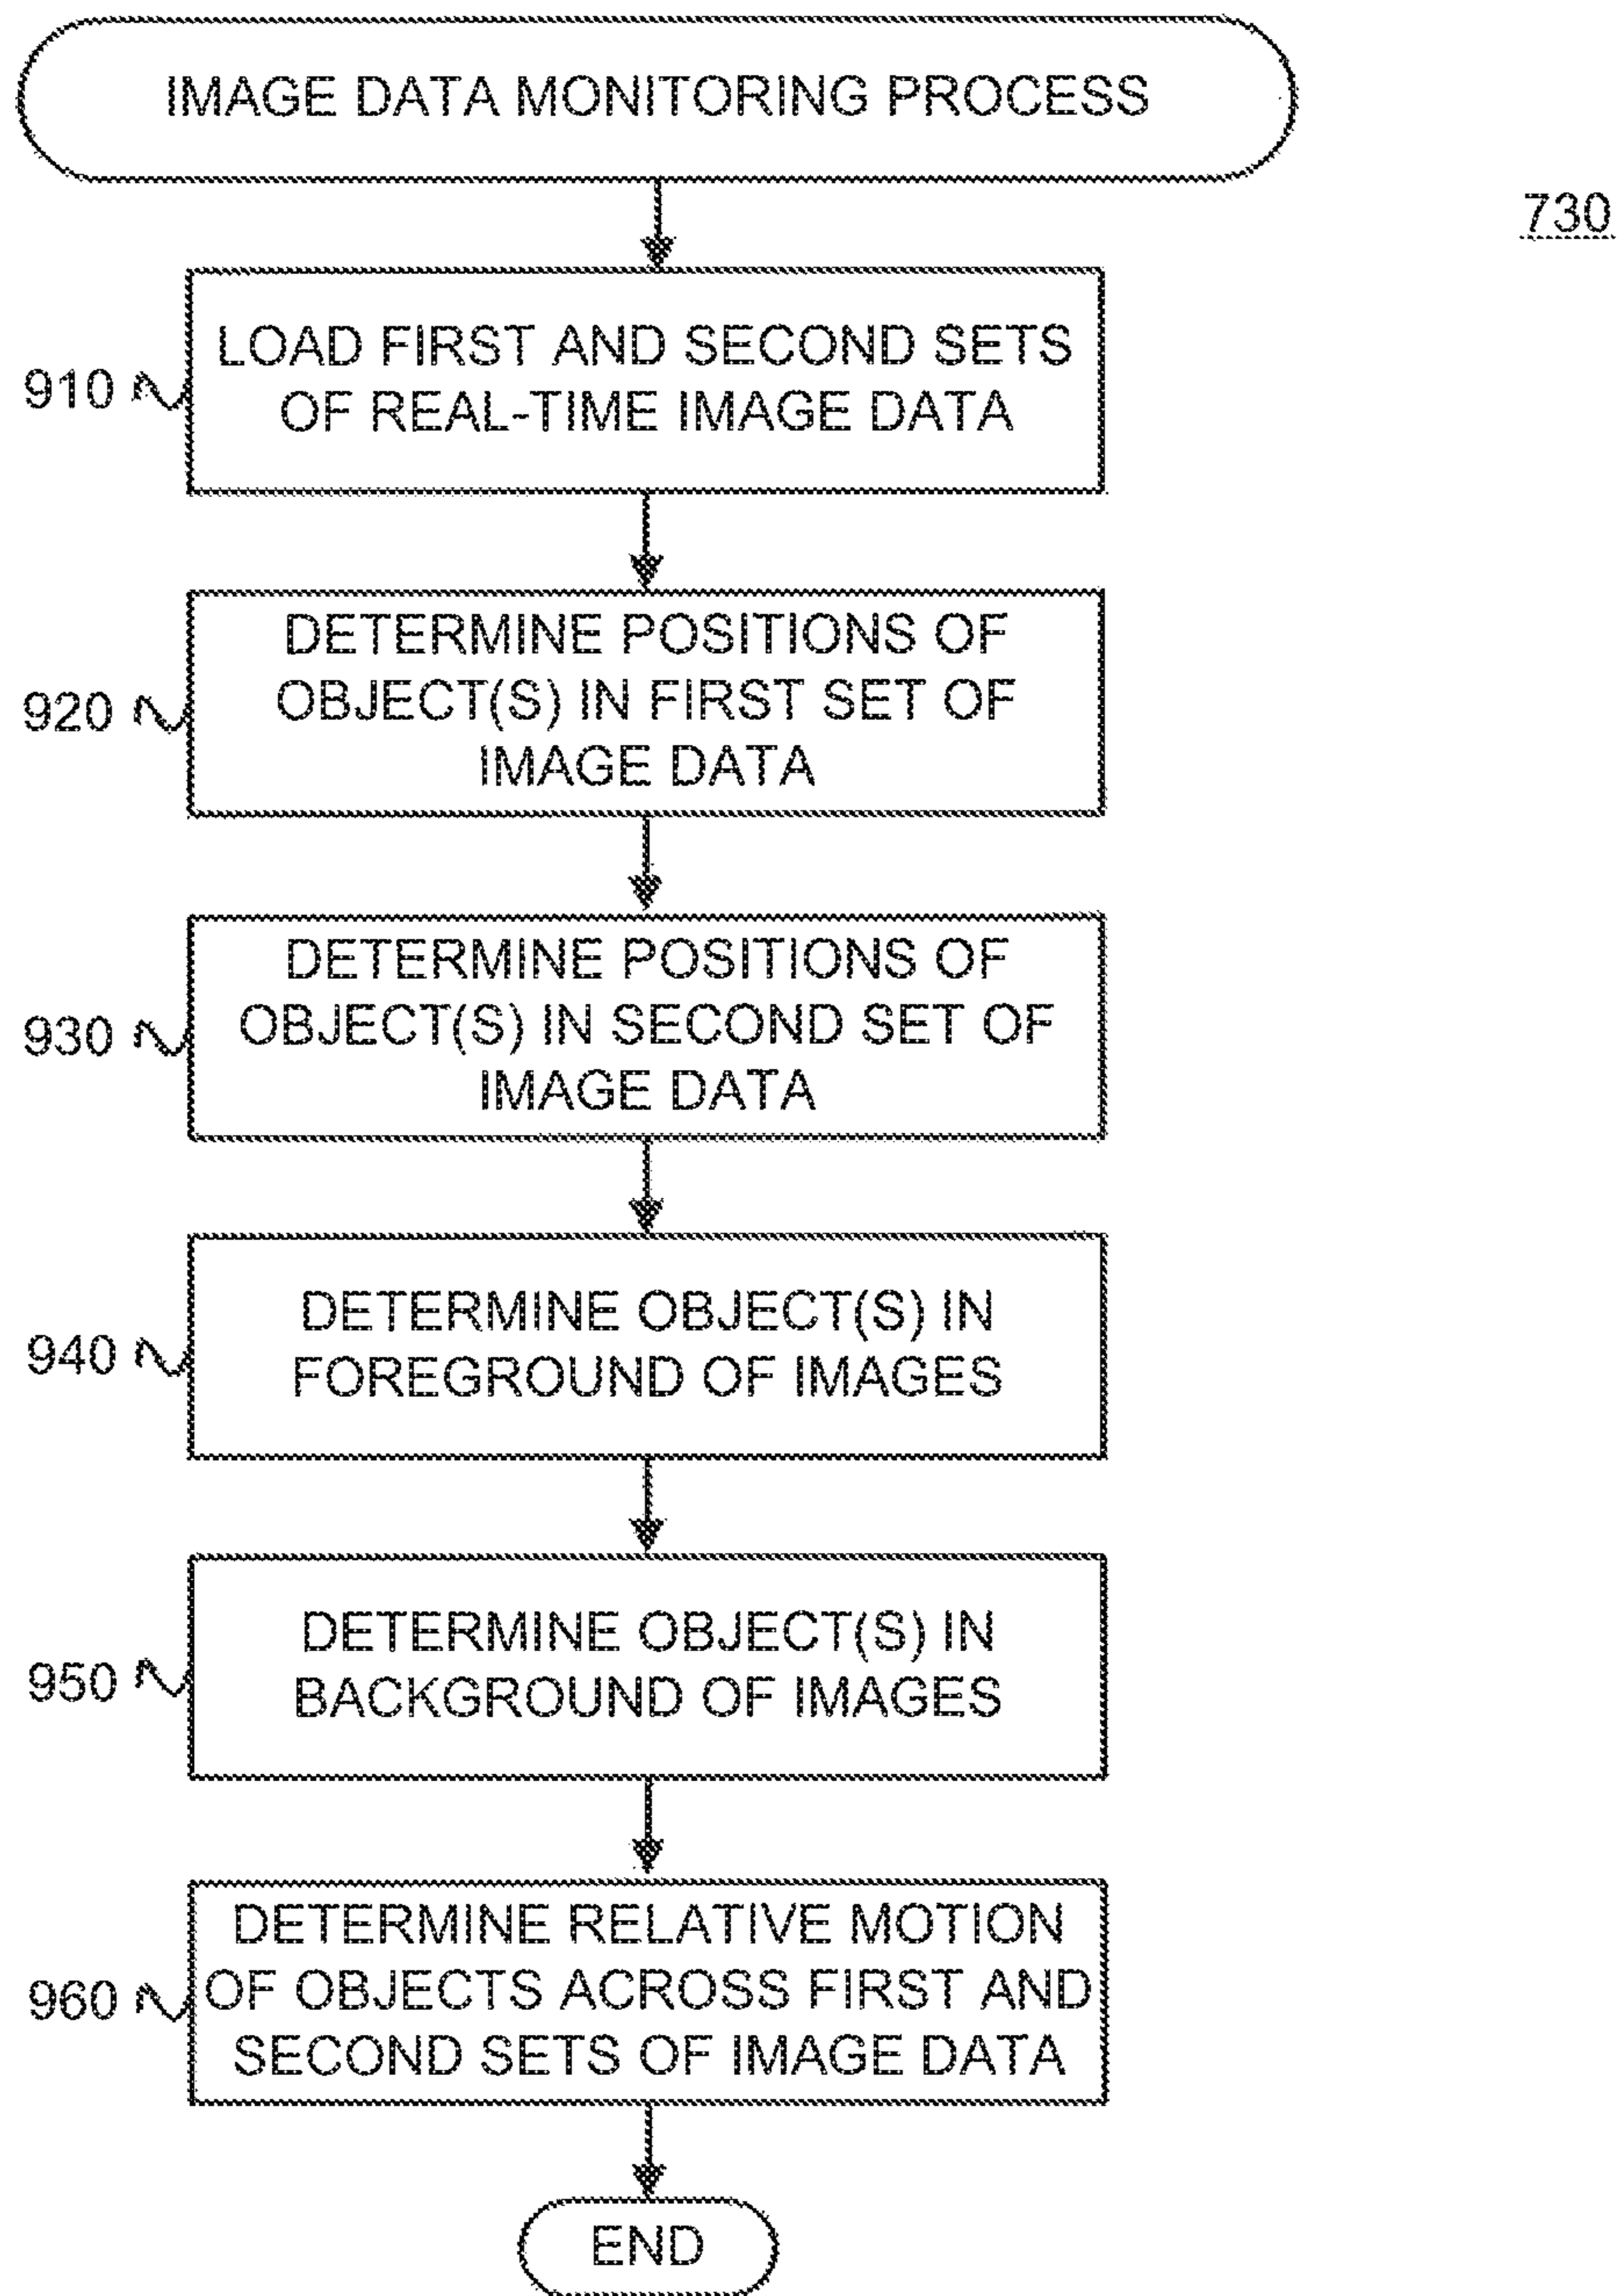 IMAGE DATA MONITORING PROCESS
730
LOAD FIRST AND SECOND SETS
OF REAL-TIME IMAGE DATA
910
DETERMINE POSITIONS OF
OBJECT(S) IN FIRST SET OF
IMAGE DATA
920
DETERMINE POSITIONS OF
OBJECT(S) IN SECOND SET OF
IMAGE DATA
930
DETERMINE OBJECT(S) IN
FOREGROUND OF IMAGES
940
DETERMINE OBJECT(S) IN
BACKGROUND OF IMAGES
950
DETERMINE RELATIVE MOTION
OF OBJECTS ACROSS FIRST AND
SECOND SETS OF IMAGE DATA
960
END